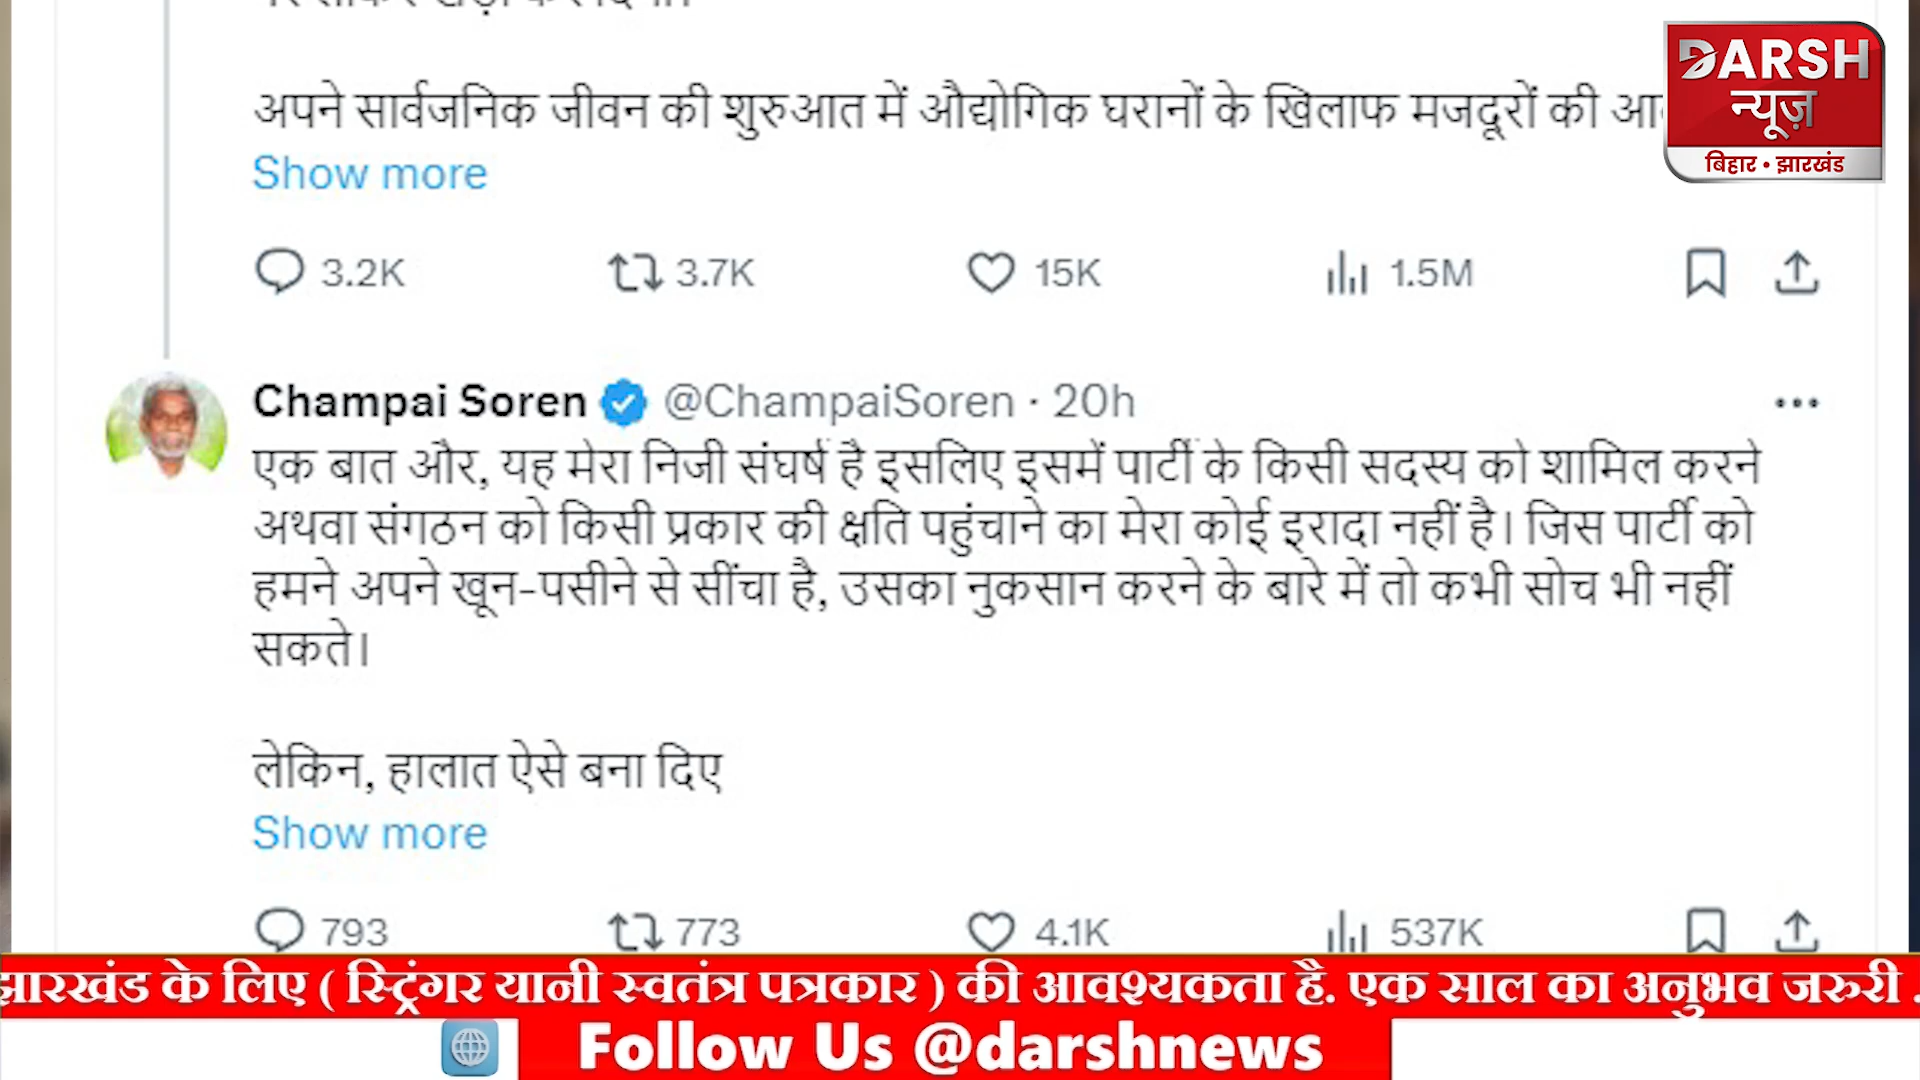 अपने सार्वजनिक जीवन की शुरुआत में औद्योगिक घरानों के खिलाफ मजदूरों की
Show more
3.2K 3.7K 15K 1.5M
DARSH
न्यूज़
बिहार • झारखंड
Champai Soren @ChampaiSoren · 20h
एक बात और, यह मेरा निजी संघर्ष है इसलिए इसमें पार्टी के किसी सदस्य को शामिल करने
अथवा संगठन को किसी प्रकार की क्षति पहुंचाने का मेरा कोई इरादा नहीं है। जिस पार्टी को
हमने अपने खून-पसीने से सींचा है, उसका नुकसान करने के बारे में तो कभी सोच भी नहीं
सकते।
लेकिन, हालात ऐसे बना दिए
Show more
793 773 4.1K 537K
झारखंड के लिए ( स्ट्रिंगर यानी स्वतंत्र पत्रकार ) की आवश्यकता है. एक साल का अनुभव जरुरी .
Follow Us @darshnews